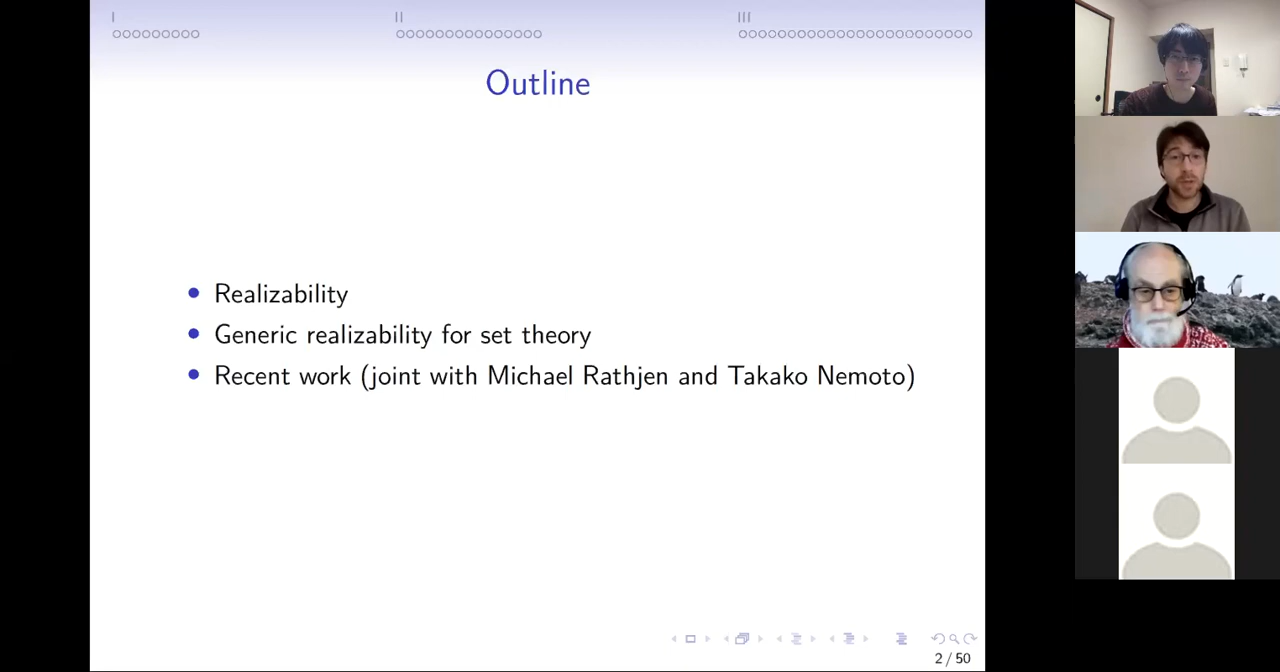 I II III
Outline
Realizability
Generic realizability for set theory
Recent work (joint with Michael Rathjen and Takako Nemoto)
2 / 50